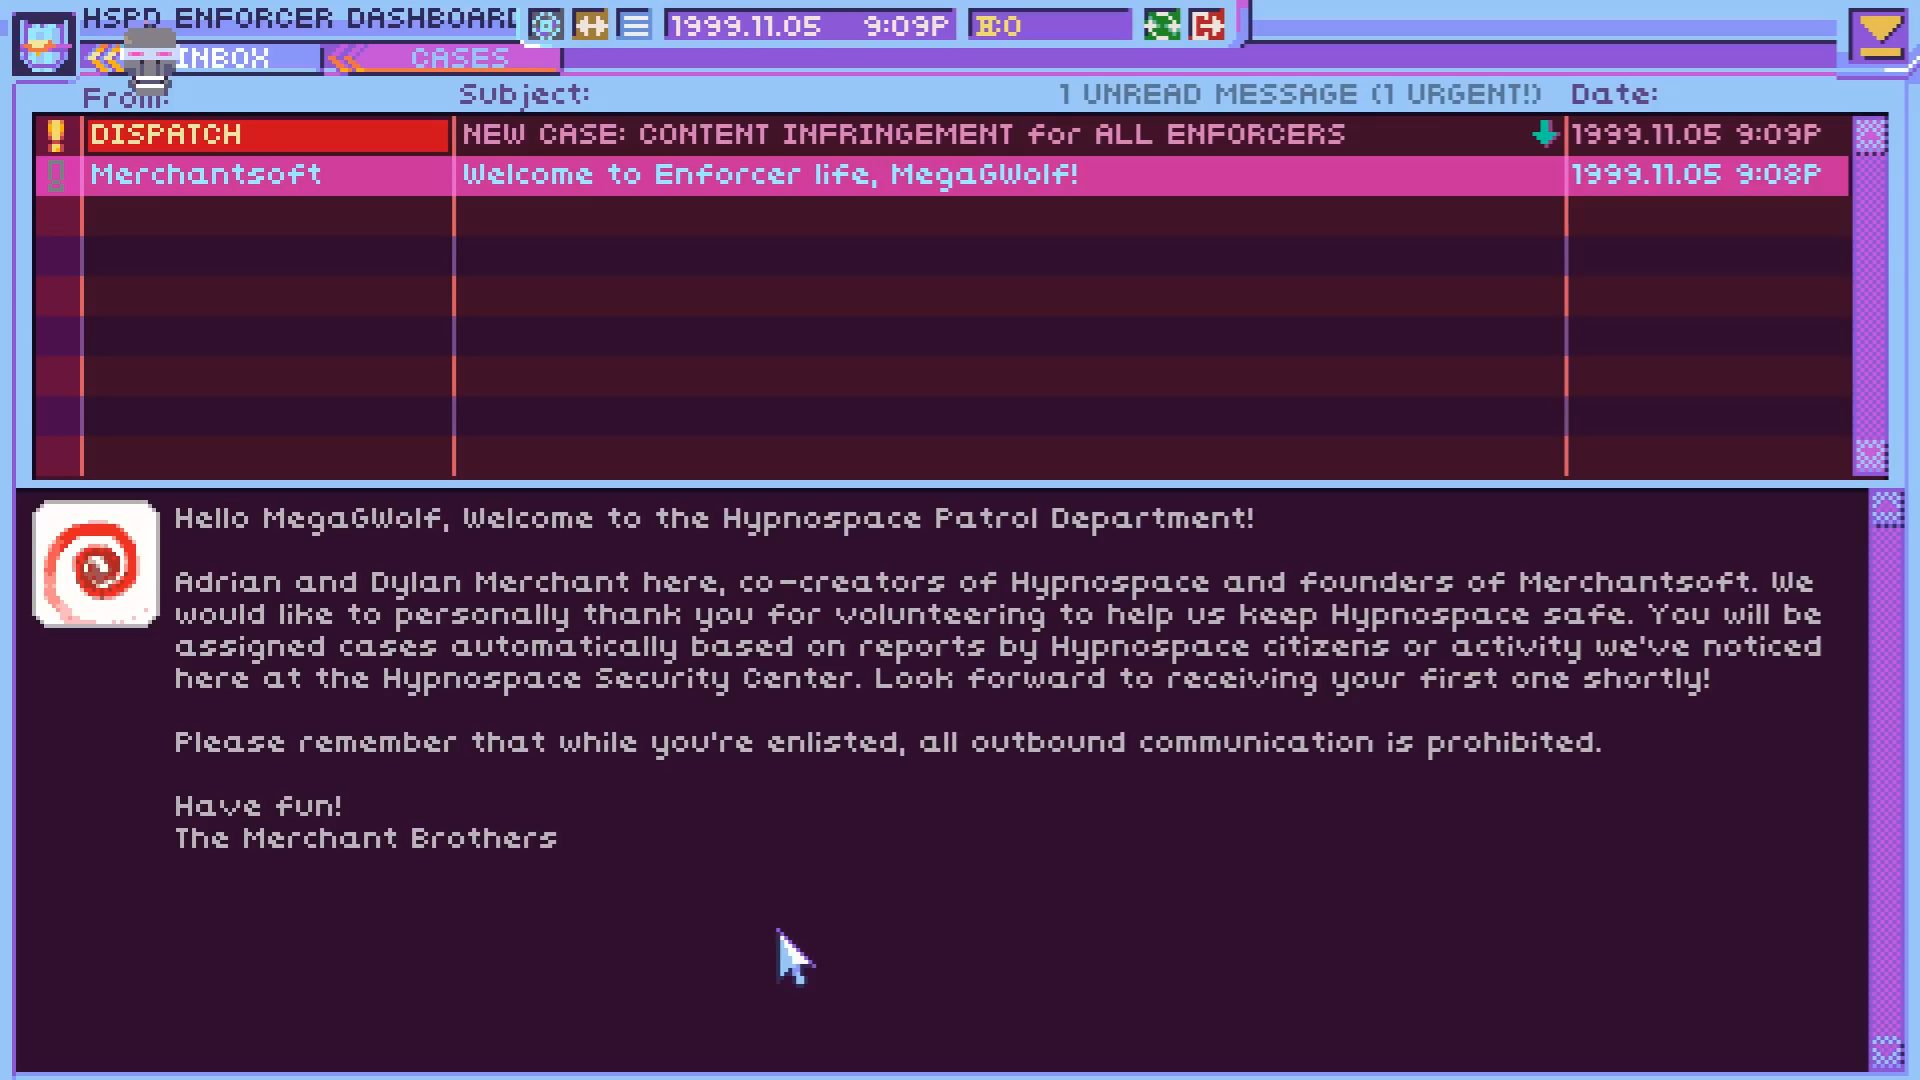 HSPD ENFORCER DASHBOARD
1999.11.05 9:09P
0
INBOX
CASES
From:
Subject:
1 UNREAD MESSAGE (1 URGENT!)
Date:
DISPATCH
NEW CASE: CONTENT INFRINGEMENT for ALL ENFORCERS
1999.11.05 9:09P
Merchantsoft
Welcome to Enforcer life, MegaGWolf!
1999.11.05 9:08P
Hello MegaGWolf, Welcome to the Hypnospace Patrol Department!
Adrian and Dylan Merchant here, co-creators of Hypnospace and founders of Merchantsoft. We
would like to personally thank you for volunteering to help us keep Hypnospace safe. You will be
assigned cases automatically based on reports by Hypnospace citizens or activity we've noticed
here at the Hypnospace Security Center. Look forward to receiving your first one shortly!
Please remember that while you're enlisted, all outbound communication is prohibited.
Have fun!
The Merchant Brothers